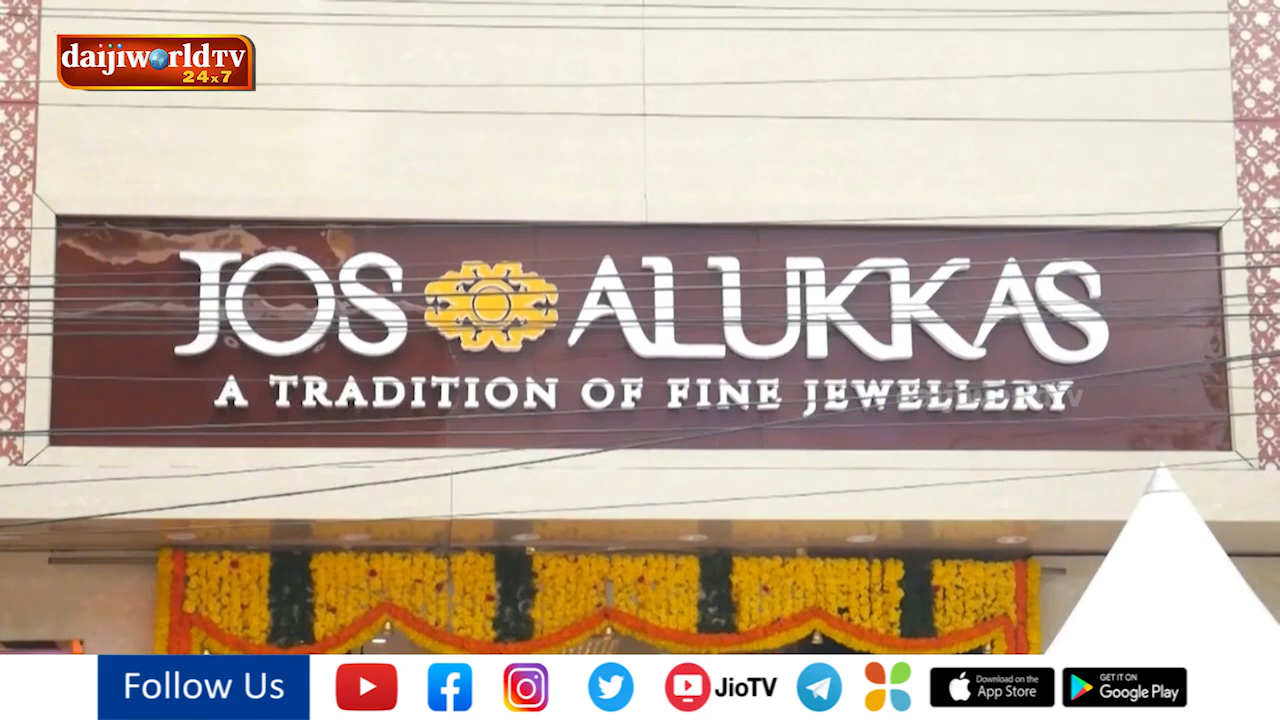 daijiworldTV
24x7
JOS ALUKKAS
A TRADITION OF FINE JEWELLERY
Follow Us
JioTV
Download on the
App Store
GET IT ON
Google Play